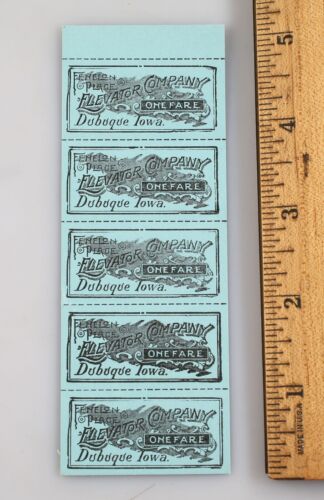 FENELON
PLACE
ELEVATOR COMPANY
ONE FARE
Dubuque Iowa.
FENELON
PLACE
ELEVATOR COMPANY
ONE FARE
Dubuque Iowa.
FENELON
PLACE
ELEVATOR COMPANY
ONE FARE
Dubuque Iowa.
FENELON
PLACE
ELEVATOR COMPANY
ONE FARE
Dubuque Iowa.
FENELON
PLACE
ELEVATOR COMPANY
ONE FARE
Dubuque Iowa.
5
4
3
2
MADE IN U.S.A.